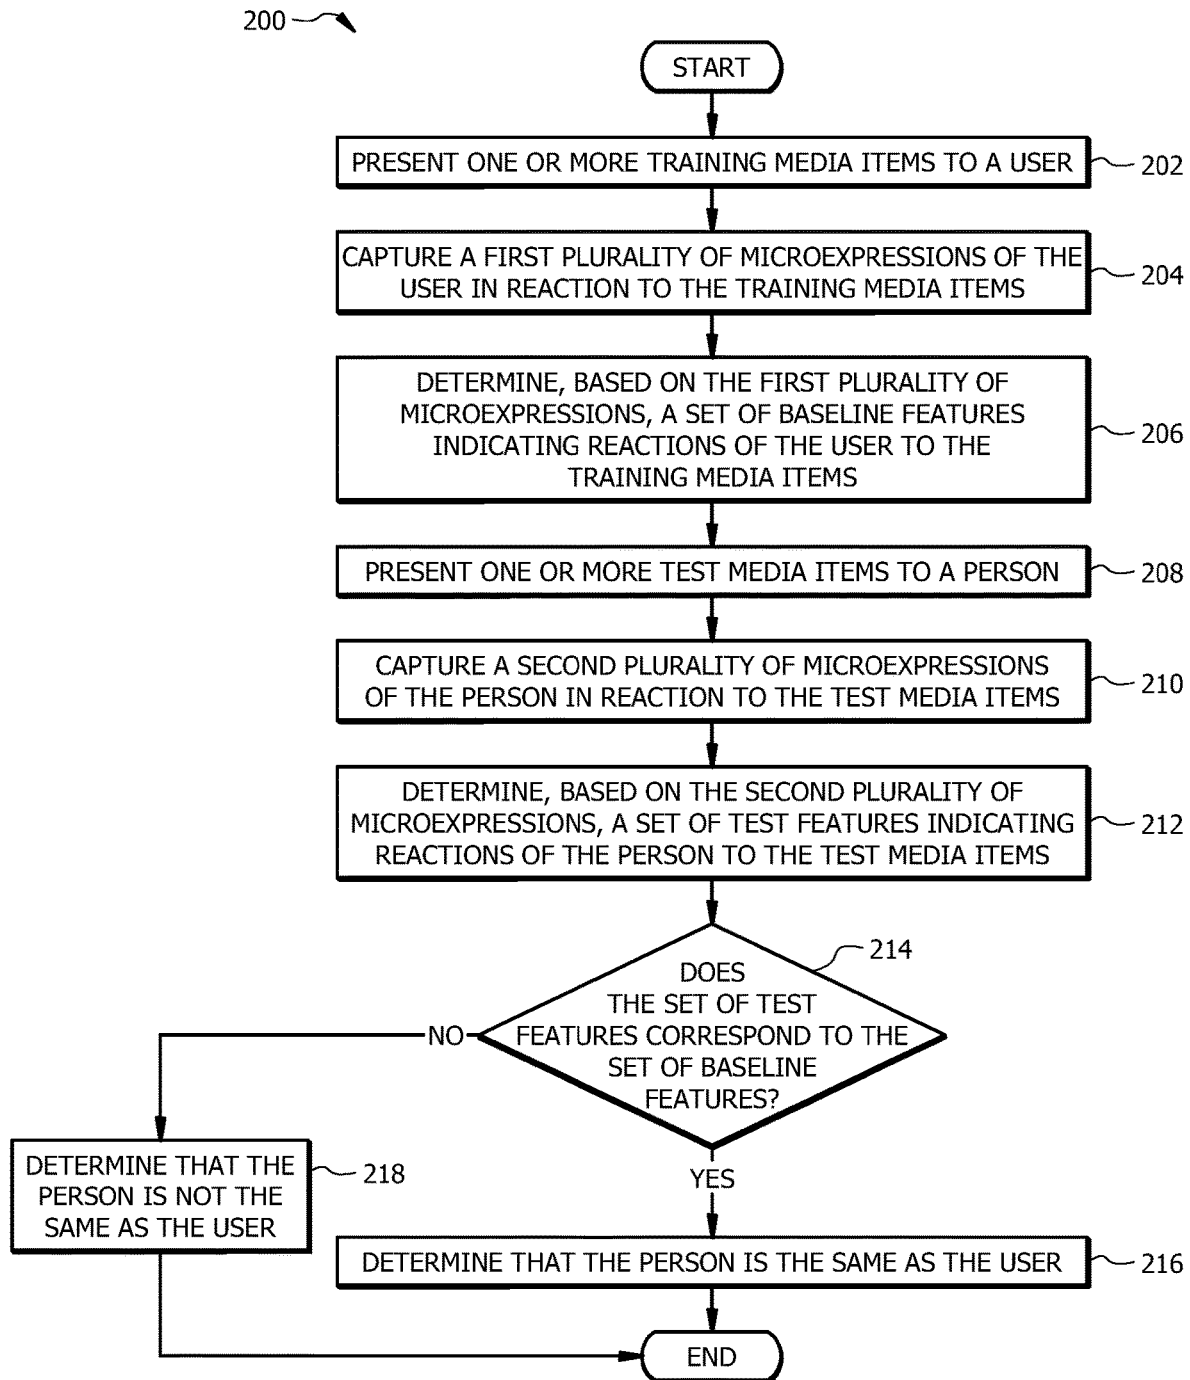 200
START
PRESENT ONE OR MORE TRAINING MEDIA ITEMS TO A USER
202
CAPTURE A FIRST PLURALITY OF MICROEXPRESSIONS OF THE
USER IN REACTION TO THE TRAINING MEDIA ITEMS
204
DETERMINE, BASED ON THE FIRST PLURALITY OF
MICROEXPRESSIONS, A SET OF BASELINE FEATURES
INDICATING REACTIONS OF THE USER TO THE
TRAINING MEDIA ITEMS
206
PRESENT ONE OR MORE TEST MEDIA ITEMS TO A PERSON
208
CAPTURE A SECOND PLURALITY OF MICROEXPRESSIONS
OF THE PERSON IN REACTION TO THE TEST MEDIA ITEMS
210
DETERMINE, BASED ON THE SECOND PLURALITY OF
MICROEXPRESSIONS, A SET OF TEST FEATURES INDICATING
REACTIONS OF THE PERSON TO THE TEST MEDIA ITEMS
212
214
DOES
THE SET OF TEST
FEATURES CORRESPOND TO THE
SET OF BASELINE
FEATURES?
NO
YES
DETERMINE THAT THE
PERSON IS NOT THE
SAME AS THE USER
218
DETERMINE THAT THE PERSON IS THE SAME AS THE USER
216
END